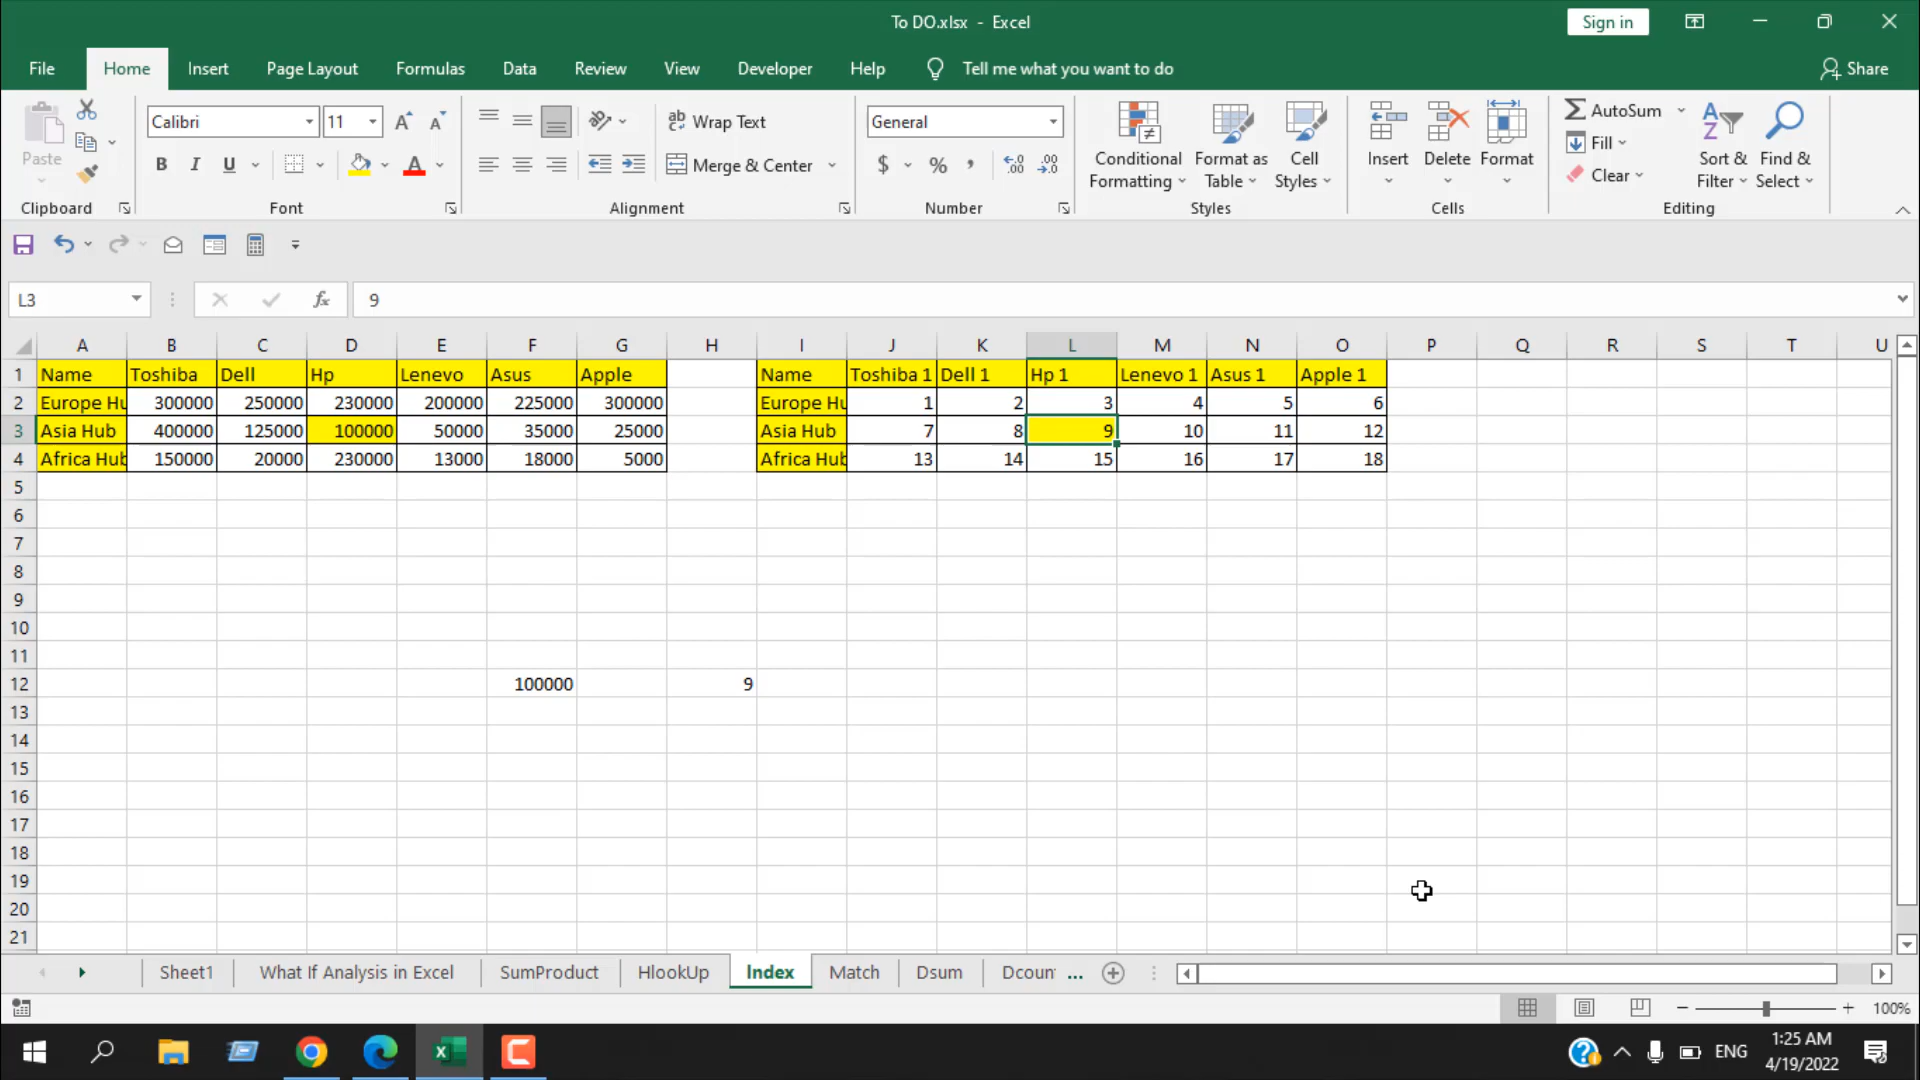 To DO.xlsx - Excel
Sign in
File Home Insert Page Layout Formulas Data Review View Developer Help Tell me what you want to do Share
Paste
Clipboard
Calibri 11
B I U
Font
Wrap Text
Merge & Center
Alignment
General
$ % ,
Number
Conditional Formatting
Format as Table
Cell Styles
Styles
Insert Delete Format
Cells
AutoSum
Fill
Clear
Sort & Filter
Find & Select
Editing
L3 fx 9
A B C D E F G H I J K L M N O P Q R S T U
1 Name Toshiba Dell Hp Lenevo Asus Apple Name Toshiba 1 Dell 1 Hp 1 Lenevo 1 Asus 1 Apple 1
2 Europe Hu 300000 250000 230000 200000 225000 300000 Europe Hu 1 2 3 4 5 6
3 Asia Hub 400000 125000 100000 50000 35000 25000 Asia Hub 7 8 9 10 11 12
4 Africa Hub 150000 20000 230000 13000 18000 5000 Africa Hub 13 14 15 16 17 18
5
6
7
8
9
10
11
12 100000 9
13
14
15
16
17
18
19
20
21
Sheet1 What If Analysis in Excel SumProduct HlookUp Index Match Dsum Dcoun ...
100%
ENG
1:25 AM
4/19/2022